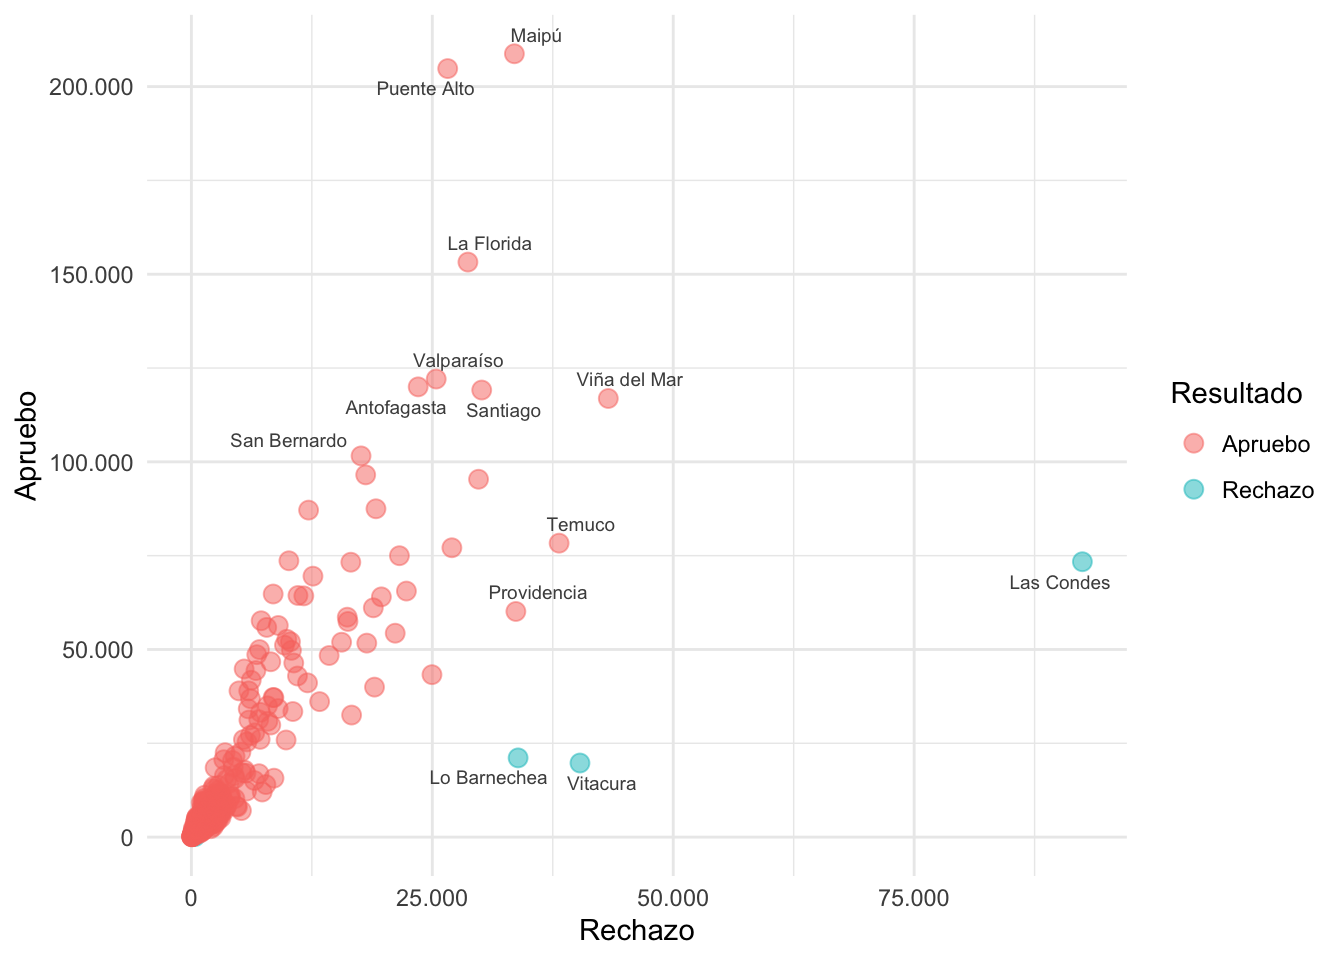 Maipú
Puente Alto
La Florida
Valparaíso
Viña del Mar
Antofagasta
Santiago
San Bernardo
Temuco
Las Condes
Providencia
Lo Barnechea
Vitacura
200.000
150.000
100.000
50.000
0
Apruebo
0
25.000
50.000
75.000
Rechazo
Resultado
Apruebo
Rechazo